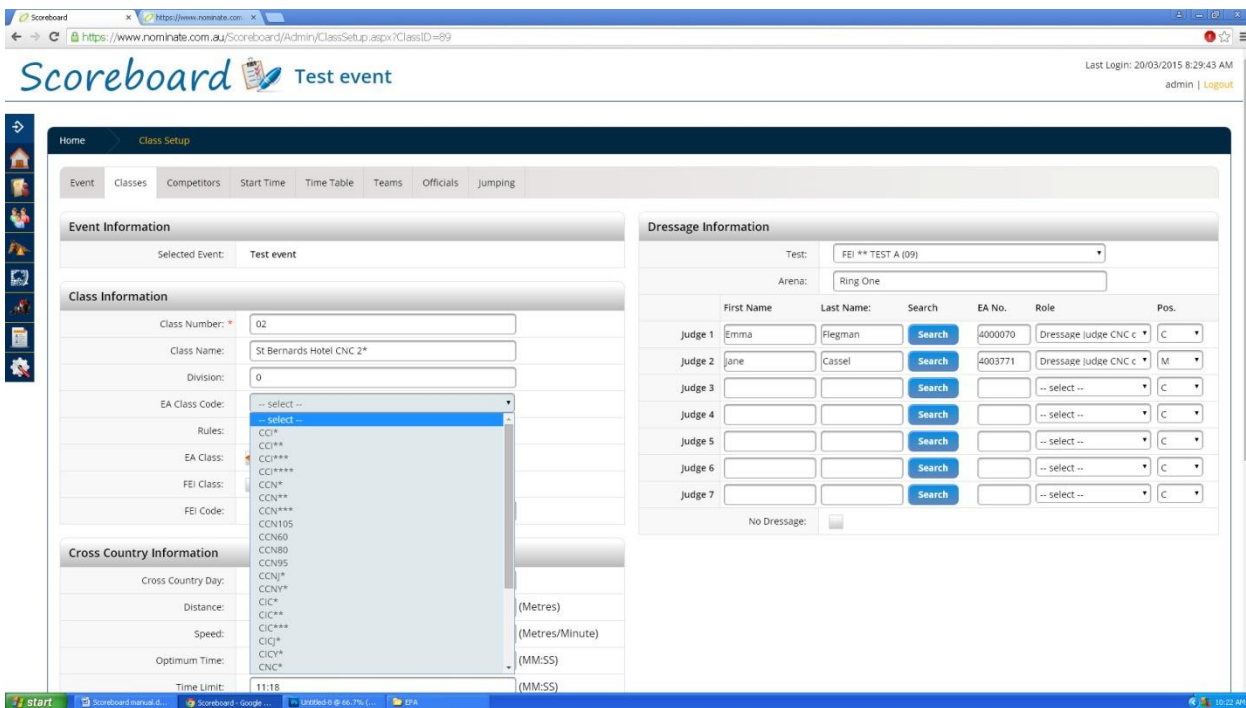 Scoreboard
https://www.nominate.com.
https://www.nominate.com.au/Scoreboard/Admin/ClassSetup.aspx?ClassID=89
Scoreboard Test event
Last Login: 20/03/2015 8:29:43 AM
admin | Logout
Home Class Setup
Event Classes Competitors Start Time Time Table Teams Officials Jumping
Event Information
Selected Event: Test event
Class Information
Class Number: * 02
Class Name: St Bernards Hotel CNC 2*
Division: 0
EA Class Code: -- select --
-- select --
Rules: CCI*
CCI**
EA Class: CCI***
CCI****
FEI Class: CCN*
CCN**
FEI Code: CCN***
CCN105
CCN60
CCN80
CCN95
CCNJ*
CCNY*
CIC*
CIC**
CIC***
CICJ*
CICY*
CNC*
Cross Country Information
Cross Country Day:
Distance: (Metres)
Speed: (Metres/Minute)
Optimum Time: (MM:SS)
Time Limit: 11:18 (MM:SS)
Dressage Information
Test: FEI ** TEST A (09)
Arena: Ring One
First Name Last Name: Search EA No. Role Pos.
Judge 1 Emma Flegman Search 4000070 Dressage Judge CNC c C
Judge 2 Jane Cassel Search 4003771 Dressage Judge CNC c M
Judge 3 Search -- select -- C
Judge 4 Search -- select -- C
Judge 5 Search -- select -- C
Judge 6 Search -- select -- C
Judge 7 Search -- select -- C
No Dressage:
start Scoreboard manual.d... Scoreboard - Google ... Untitled-8 @ 66.7% (... EFA 10:22 AM